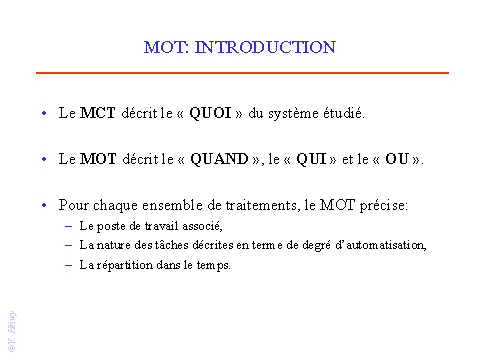 MOT: INTRODUCTION
• Le MCT décrit le « QUOI » du système étudié.
• Le MOT décrit le « QUAND », le « QUI » et le « OU ».
• Pour chaque ensemble de traitements, le MOT précise:
– Le poste de travail associé,
– La nature des tâches décrites en terme de degré d'automatisation,
– La répartition dans le temps.